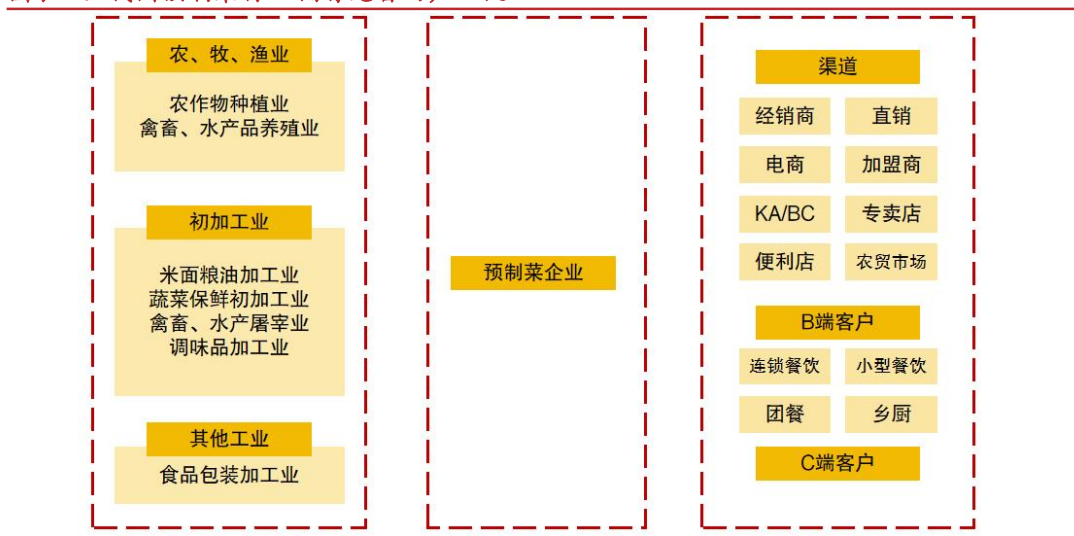 农、牧、渔业
农作物种植业
禽畜、水产品养殖业
初加工业
米面粮油加工业
蔬菜保鲜初加工业
禽畜、水产屠宰业
调味品加工业
其他工业
食品包装加工业
预制菜企业
渠道
经销商
直销
电商
加盟商
KA/BC
专卖店
便利店
农贸市场
B端客户
连锁餐饮
小型餐饮
团餐
乡厨
C端客户